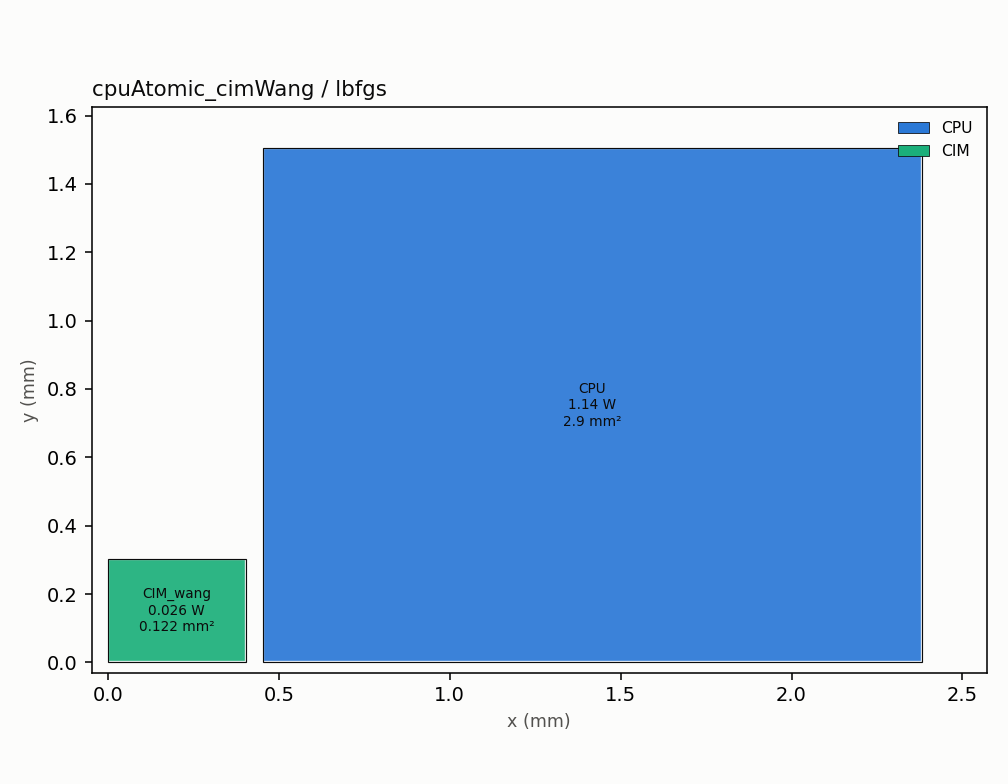 cpuAtomic_cimWang / lbfgs
CPU
CIM
1.6
1.4
1.2
1.0
0.8
0.6
0.4
0.2
0.0
y (mm)
CPU
1.14 W
2.9 mm²
CIM_wang
0.026 W
0.122 mm²
0.0
0.5
1.0
1.5
2.0
2.5
x (mm)